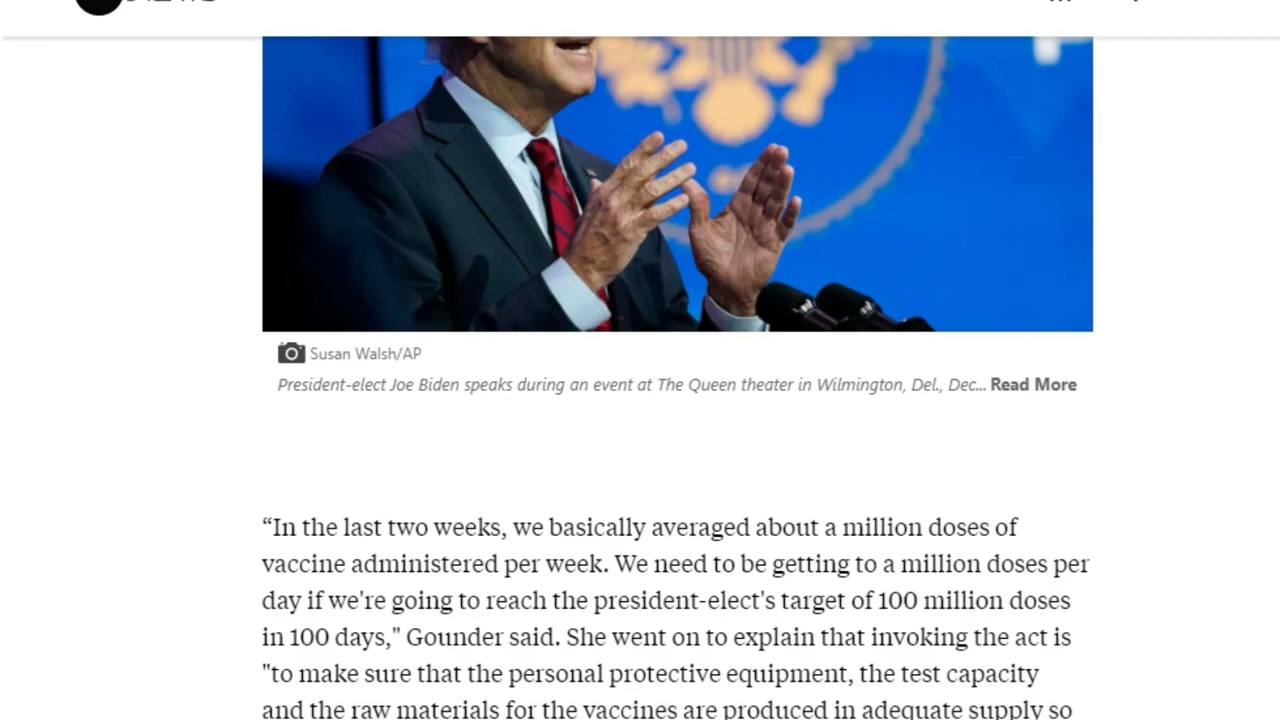 Susan Walsh/AP
President-elect Joe Biden speaks during an event at The Queen theater in Wilmington, Del., Dec... Read More
“In the last two weeks, we basically averaged about a million doses of
vaccine administered per week. We need to be getting to a million doses per
day if we're going to reach the president-elect's target of 100 million doses
in 100 days," Gounder said. She went on to explain that invoking the act is
"to make sure that the personal protective equipment, the test capacity
and the raw materials for the vaccines are produced in adequate supply so